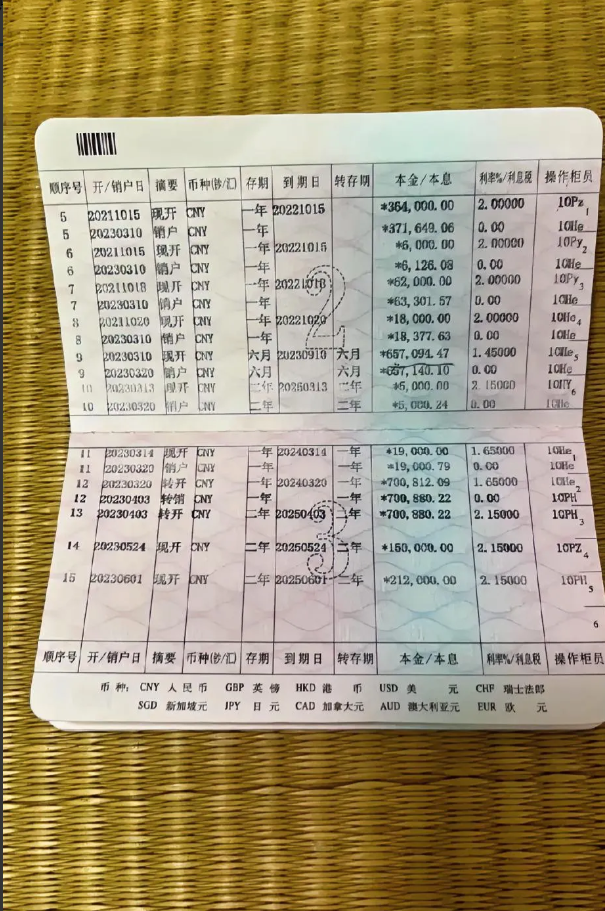 顺序号 开/销户日 摘要 币种(钞/汇) 存期 到期日 转存期 本金/本息 利率%/利息税 操作柜员
5 20211015 现开 CNY 一年 20221015 *364,000.00 2.00000 10Pz 1
5 20230310 销户 CNY 一年 *371,649.06 0.00 10He
6 20211015 现开 CNY 一年 20221015 *6,000.00 2.00000 10Py 2
6 20230310 销户 CNY 一年 *6,126.08 0.00 10He
7 20211018 现开 CNY 一年 20221018 *62,000.00 2.00000 10Py 3
7 20230310 销户 CNY 一年 *63,301.57 0.00 10He
8 20211020 现开 CNY 一年 20221020 *18,000.00 2.00000 10He 4
8 20230310 销户 CNY 一年 *18,377.63 0.00 10He
9 20230310 现开 CNY 六月 20230910 六月 *657,094.47 1.45000 10He 5
9 20230320 销户 CNY 六月 六月 *657,140.10 0.00 10He
10 20230313 现开 CNY 二年 20250313 二年 *5,000.00 2.15000 6
10 20230320 销户 CNY 二年 二年 *5,000.24 0.00 10He
2
11 20230314 现开 CNY 一年 20240314 一年 *19,000.00 1.65000 10He 1
11 20230320 销户 CNY 一年 一年 *19,000.79 0.00 10He
12 20230320 转开 CNY 一年 20240320 一年 *700,812.09 1.65000 10He 2
12 20230403 转销 CNY 一年 一年 *700,880.22 0.00 10PH
13 20230403 转开 CNY 二年 20250403 二年 *700,880.22 2.15000 10PH 3
14 20230524 现开 CNY 二年 20250524 二年 *150,000.00 2.15000 10PZ 4
15 20230601 现开 CNY 二年 20250601 二年 *212,000.00 2.15000 10PH 5
3
6
顺序号 开/销户日 摘要 币种(钞/汇) 存期 到期日 转存期 本金/本息 利率%/利息税 操作柜员
币种: CNY 人民币 GBP 英镑 HKD 港币 USD 美元 CHF 瑞士法郎
SGD 新加坡元 JPY 日元 CAD 加拿大元 AUD 澳大利亚元 EUR 欧元